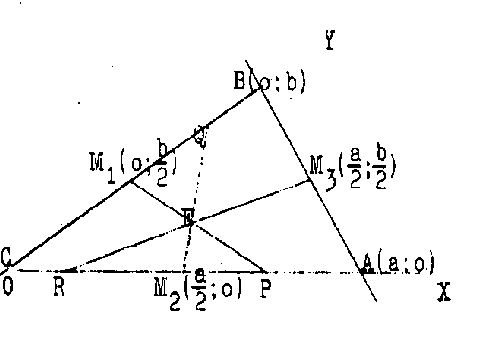 Y
B(o;b)
Q
M₁(o;b/2)
M₃(a/2;b/2)
E
C
A(a;o)
O R M₂(a/2;o) P
X